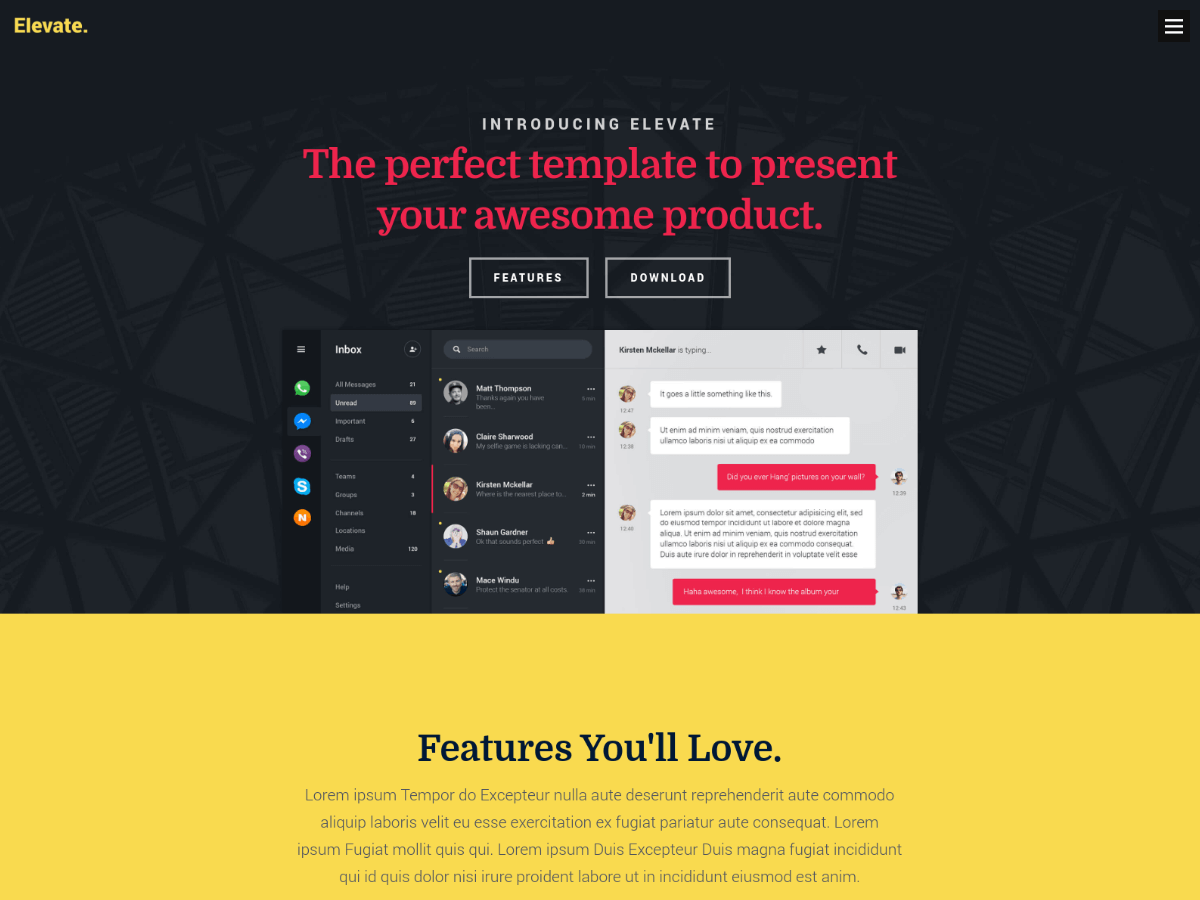 Elevate.
INTRODUCING ELEVATE
The perfect template to present
your awesome product.
FEATURES
DOWNLOAD
Inbox
All Messages 21
Unread 69
Important 6
Drafts 27
Teams 4
Groups 3
Channels 18
Locations
Media 120
Help
Settings
Search
Matt Thompson
Thanks again you have
been...
5 min
Claire Sharwood
My selfie game is lacking can...
19 min
Kirsten Mckellar
Where is the nearest place to...
2 min
Shaun Gardner
Ok that sounds perfect
39 min
Mace Windu
Protect the senator at all costs.
Kirsten Mckellar is typing...
It goes a little something like this.
12:47
Ut enim ad minim veniam, quis nostrud exercitation
ullamco laboris nisi ut aliquip ex ea commodo
Did you ever Hang' pictures on your wall?
Lorem ipsum dolor sit amet, consectetur adipisicing elit, sed
do eiusmod tempor incididunt ut labore et dolore magna
aliqua. Ut enim ad minim veniam, quis nostrud exercitation
ullamco laboris nisi ut aliquip ex ea commodo consequat.
Duis aute irure dolor in reprehenderit in voluptate velit esse
12:40
Haha awesome, I think I know the album your
12:43
Features You'll Love.
Lorem ipsum Tempor do Excepteur nulla aute deserunt reprehenderit aute commodo
aliquip laboris velit eu esse exercitation ex fugiat pariatur aute consequat. Lorem
ipsum Fugiat mollit quis qui. Lorem ipsum Duis Excepteur Duis magna fugiat incididunt
qui id quis dolor nisi irure proident labore ut in incididunt eiusmod est anim.